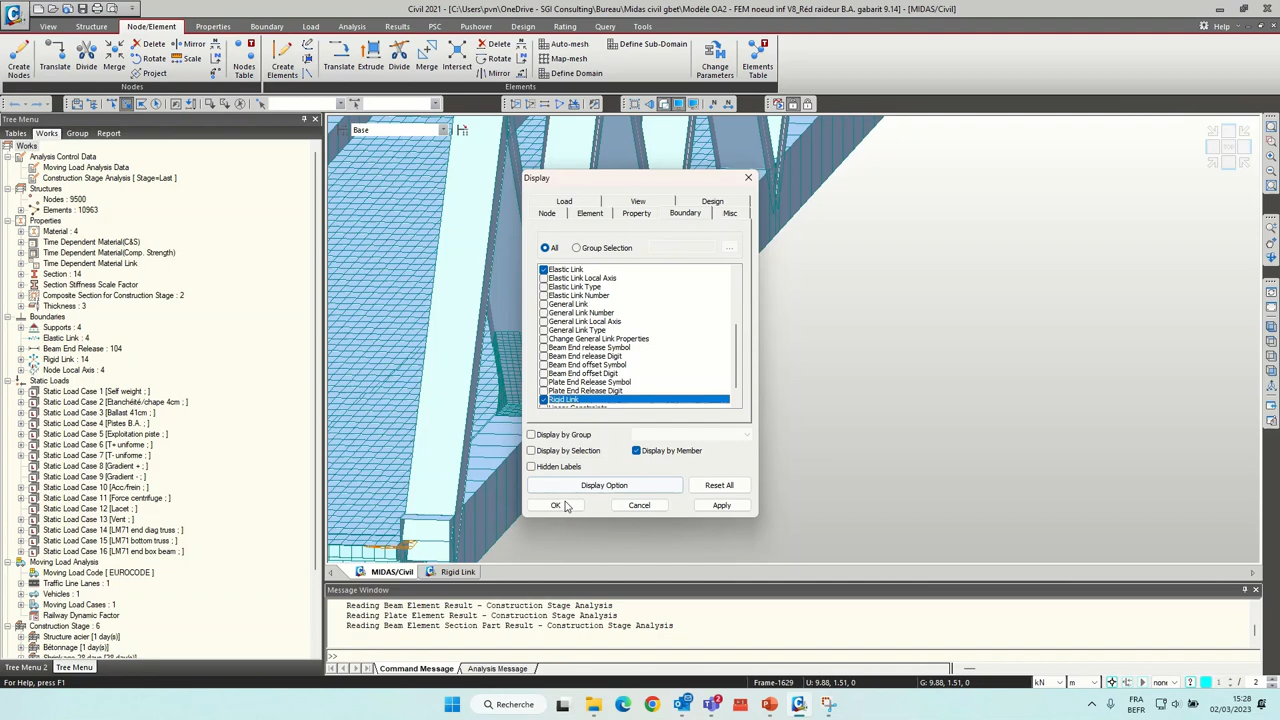 Civil 2021 - [C:\Users\pvn\OneDrive - SGI Consulting\Bureau\Midas civil gbet\Modèle OA2 - FEM noeud inf V8_Réd raideur B.A. gabarit 9.14] - [MIDAS/Civil]
View Structure Node/Element Properties Boundary Load Analysis Results PSC Pushover Design Rating Query Tools Help
Create Nodes Translate Divide Merge Delete Rotate Project Mirror Scale Nodes Table Create Elements Translate Extrude Divide Merge Intersect Delete Rotate Mirror Auto-mesh Map-mesh Define Domain Define Sub-Domain Change Parameters Elements Table
Nodes Elements
Tree Menu
Tables Works Group Report
Base
Works
Analysis Control Data
Moving Load Analysis Data
Construction Stage Analysis [ Stage=Last ]
Structures
Nodes : 9500
Elements : 10963
Properties
Material : 4
Time Dependent Material(C&S)
Time Dependent Material(Comp. Strength)
Time Dependent Material Link
Section : 14
Section Stiffness Scale Factor
Composite Section for Construction Stage : 2
Thickness : 3
Boundaries
Supports : 4
Elastic Link : 4
Beam End Release : 104
Rigid Link : 14
Node Local Axis : 4
Static Loads
Static Load Case 1 [Self weight ; ]
Static Load Case 2 [Etanchéité/chape 4cm ; ]
Static Load Case 3 [Ballast 41cm ; ]
Static Load Case 4 [Pistes B.A. ; ]
Static Load Case 5 [Exploitation piste ; ]
Static Load Case 6 [T+ uniforme ; ]
Static Load Case 7 [T- uniforme ; ]
Static Load Case 8 [Gradient + ; ]
Static Load Case 9 [Gradient - ; ]
Static Load Case 10 [Lacet ; ]
Static Load Case 11 [Force centrifuge ; ]
Static Load Case 12 [Freinage ; ]
Static Load Case 13 [Vent ; ]
Static Load Case 14 [LM71 end diag truss ; ]
Static Load Case 15 [LM71 bottom truss ; ]
Static Load Case 16 [LM71 end box beam ; ]
Moving Load Analysis
Moving Load Code [ EUROCODE ]
Traffic Line Lanes : 1
Vehicles : 1
Moving Load Cases : 1
Railway Dynamic Factor
Construction Stage : 6
Structure acier [1 day(s)]
Bétonnage [1 day(s)]
Tree Menu 2 Tree Menu
Display
Load View Design
Node Element Property Boundary Misc
All Group Selection ...
Elastic Link
Elastic Link Local Axis
Elastic Link Type
Elastic Link Number
General Link
General Link Number
General Link Local Axis
General Link Type
Change General Link Properties
Beam End release Symbol
Beam End release Digit
Beam End offset Symbol
Beam End offset Digit
Plate End Release Symbol
Plate End Release Digit
Rigid Link
Display by Group
Display by Selection Display by Member
Hidden Labels
Display Option Reset All
OK Cancel Apply
TOP
MIDAS/Civil Rigid Link
Message Window
Reading Beam Element Result - Construction Stage Analysis
Reading Plate Element Result - Construction Stage Analysis
Reading Beam Element Section Part Result - Construction Stage Analysis
>>
Command Message Analysis Message
For Help, press F1 Frame-1629 U: 9.88, 1.51, 0 G: 9.88, 1.51, 0 kN m none ? 2
Recherche FRA BEFR 15:28
02/03/2023